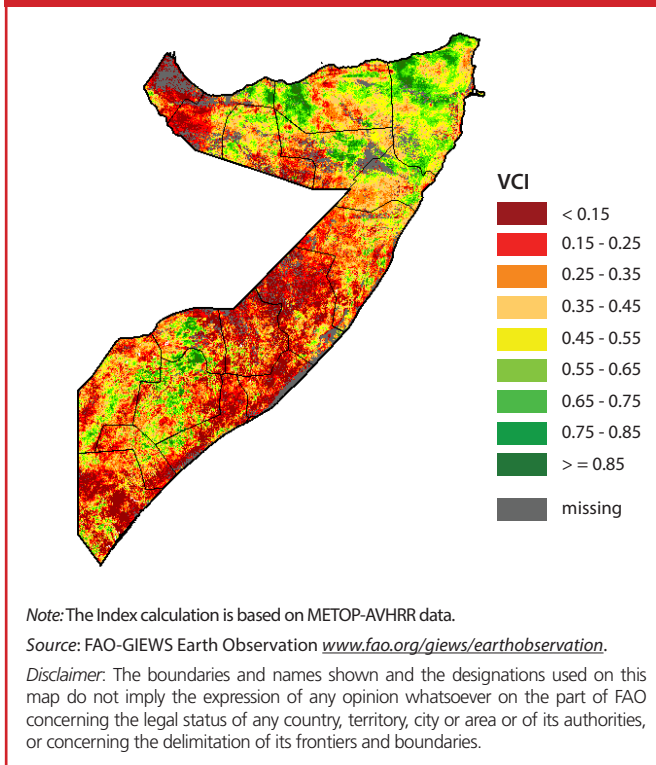 VCI
< 0.15
0.15 - 0.25
0.25 - 0.35
0.35 - 0.45
0.45 - 0.55
0.55 - 0.65
0.65 - 0.75
0.75 - 0.85
> = 0.85
missing
Note: The Index calculation is based on METOP-AVHRR data.
Source: FAO-GIEWS Earth Observation www.fao.org/giews/earthobservation.
Disclaimer: The boundaries and names shown and the designations used on this
map do not imply the expression of any opinion whatsoever on the part of FAO
concerning the legal status of any country, territory, city or area or of its authorities,
or concerning the delimitation of its frontiers and boundaries.